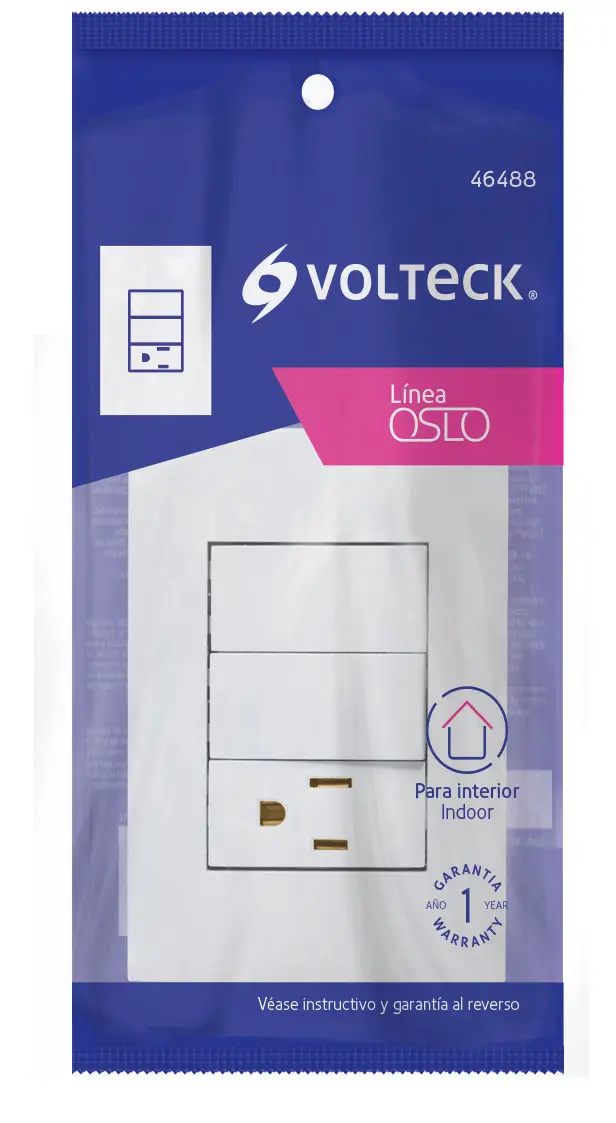 46488
VOLTECK®
Línea
OSLO
Para interior
Indoor
GARANTIA
AÑO 1 YEAR
WARRANTY
Véase instructivo y garantía al reverso